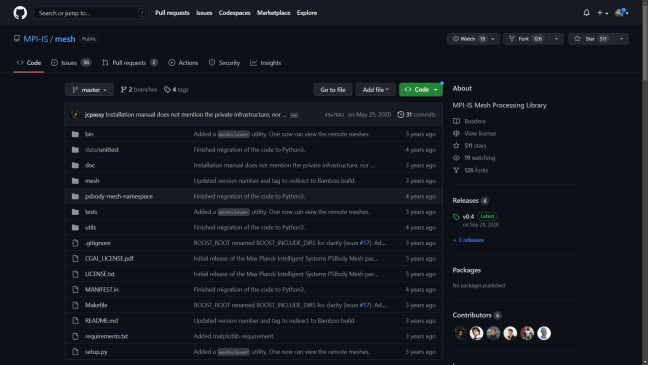 Search or jump to...
/
Pull requests
Issues
Codespaces
Marketplace
Explore
MPI-IS / mesh
Public
Watch 19
Fork 126
Star 511
Code
Issues 36
Pull requests 2
Actions
Security
Insights
master
2 branches
4 tags
Go to file
Add file
Code
jcpassy Installation manual does not mention the private infrastructure, nor ...
on May 29, 2020
31 commits
bin
Added a meshviewer utility. One now can view the remote meshes.
3 years ago
data/unittest
Finished migration of the code to Python3.
4 years ago
doc
Installation manual does not mention the private infrastructure, nor ...
3 years ago
mesh
Updated version number and tag to redirect to Bamboo build.
3 years ago
psbody-mesh-namespace
Finished migration of the code to Python3.
4 years ago
tests
Added a meshviewer utility. One now can view the remote meshes.
3 years ago
utils
Finished migration of the code to Python3.
4 years ago
.gitignore
BOOST_ROOT renamed BOOST_INCLUDE_DIRS for clarity (issue #17). Ad...
3 years ago
CGAL_LICENSE.pdf
Initial release of the Max Planck Intelligent Systems PSBody Mesh pac...
5 years ago
LICENSE.txt
Initial release of the Max Planck Intelligent Systems PSBody Mesh pac...
5 years ago
MANIFEST.in
Finished migration of the code to Python3.
4 years ago
Makefile
BOOST_ROOT renamed BOOST_INCLUDE_DIRS for clarity (issue #17). Ad...
3 years ago
README.md
Updated version number and tag to redirect to Bamboo build.
3 years ago
requirements.txt
Added matplotlib requirement.
3 years ago
setup.py
Added a meshviewer utility. One now can view the remote meshes.
3 years ago
About
MPI-IS Mesh Processing Library
Readme
View license
511 stars
19 watching
126 forks
Releases 4
v0.4 Latest
on Sep 29, 2020
+ 3 releases
Packages
No packages published
Contributors 6